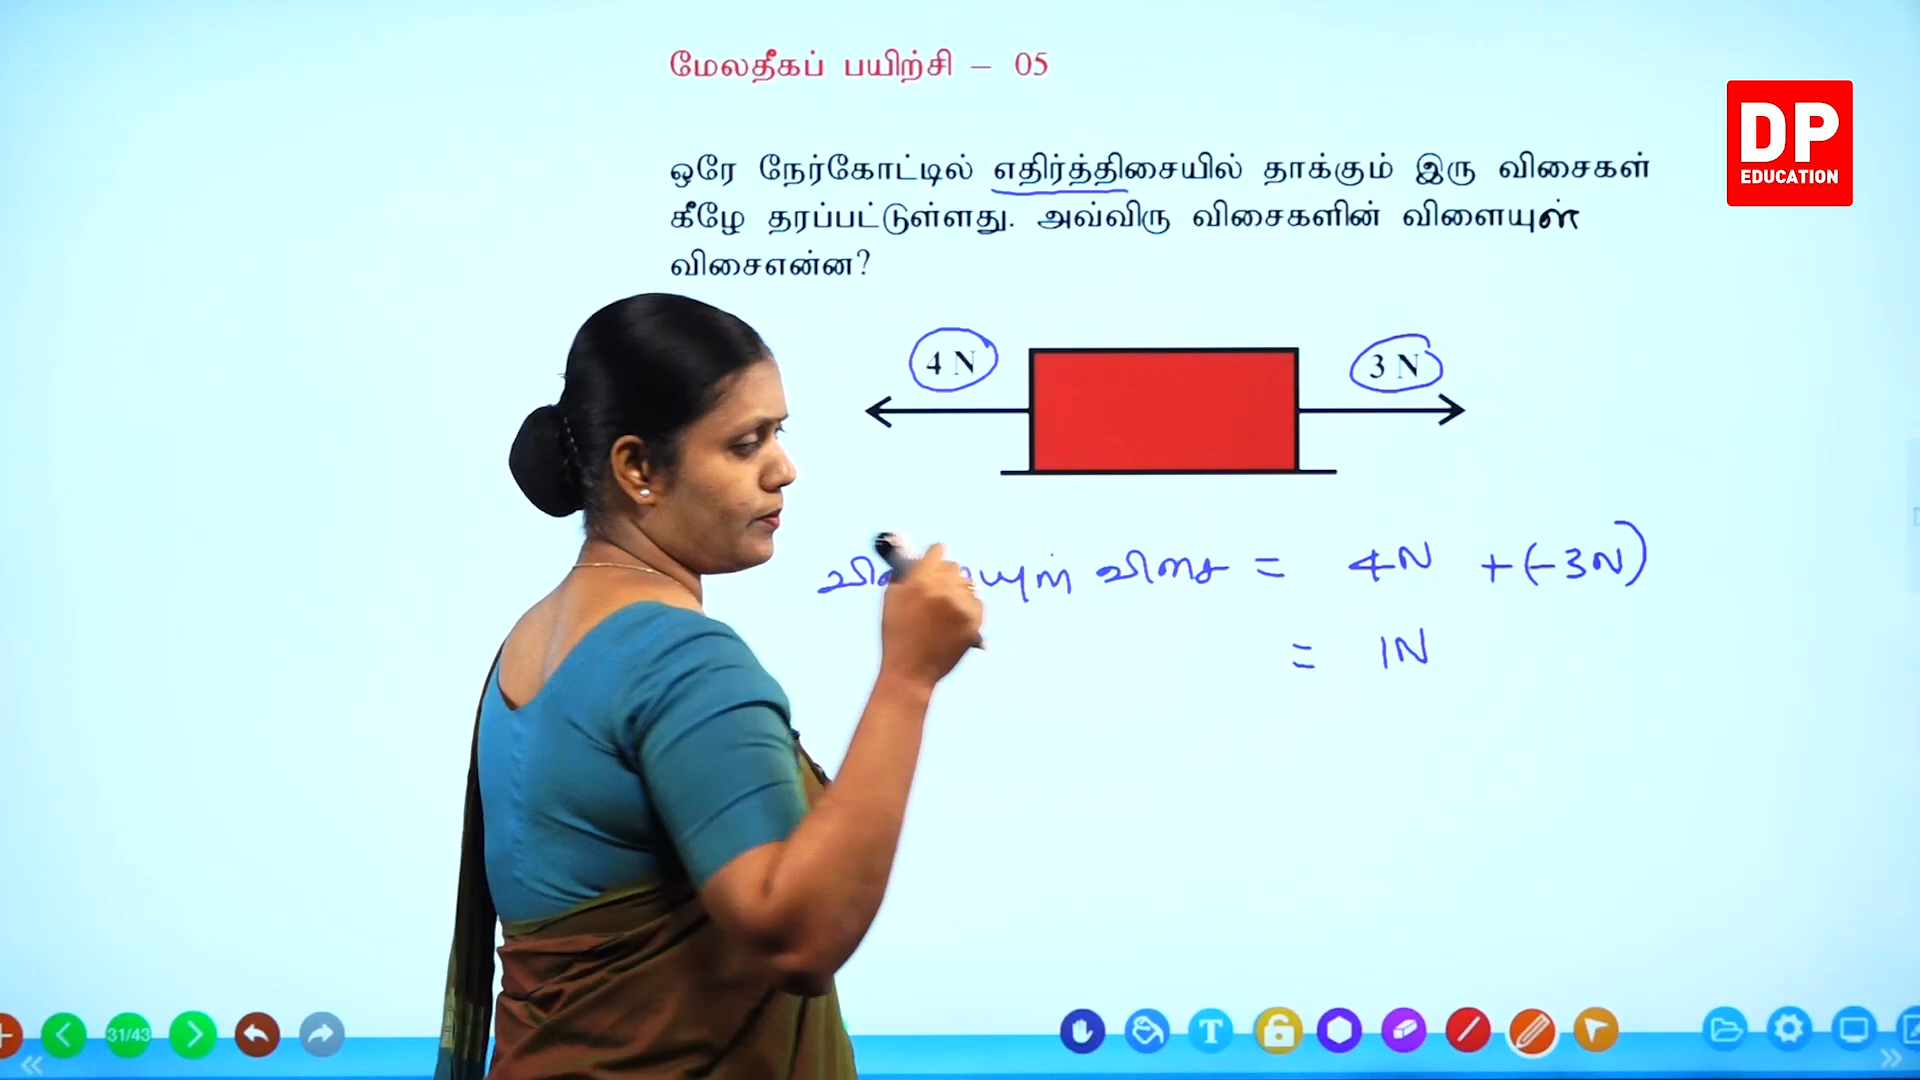 மேலதீகப் பயிற்சி – 05
DP
EDUCATION
ஒரே நேர்கோட்டில் எதிர்த்திசையில் தாக்கும் இரு விசைகள்
கீழே தரப்பட்டுள்ளது. அவ்விரு விசைகளின் விளையுள்
விசைஎன்ன?
4 N
3 N
விசை = 4N +(-3N)
= 1N
31/43
T